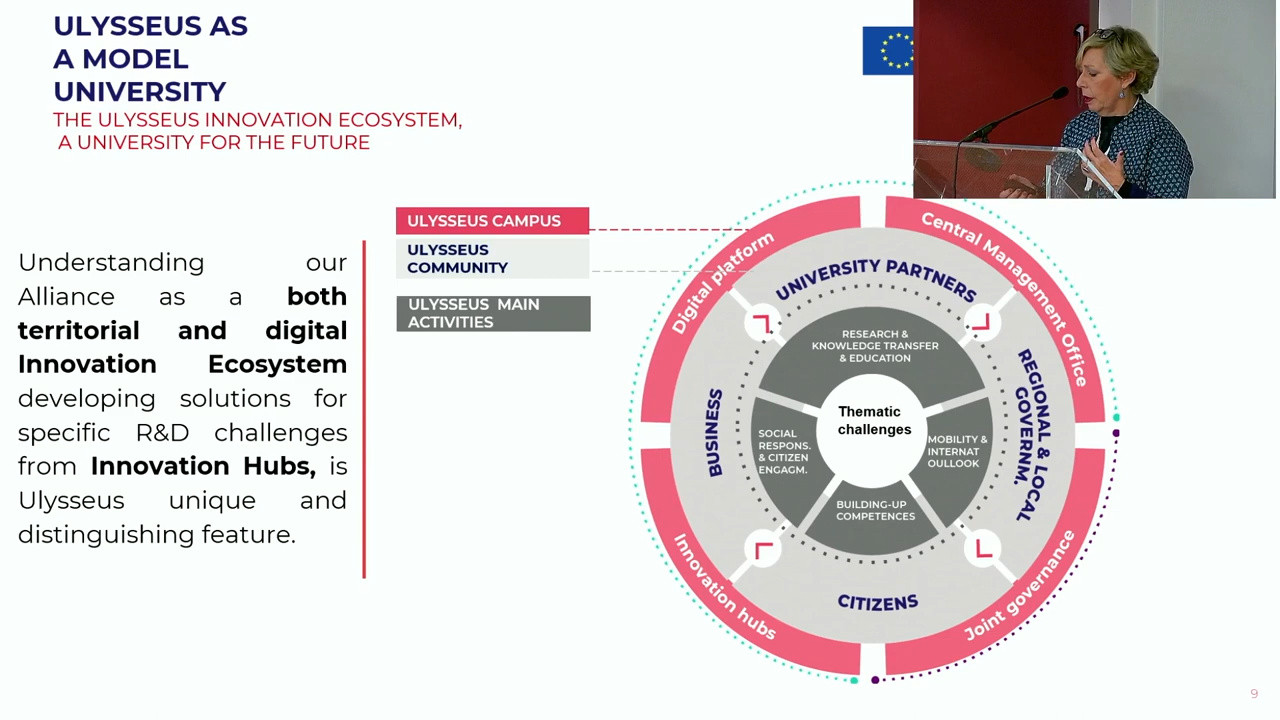 ULYSSEUS AS
A MODEL
UNIVERSITY
THE ULYSSEUS INNOVATION ECOSYSTEM,
A UNIVERSITY FOR THE FUTURE
Understanding our
Alliance as a both
territorial and digital
Innovation Ecosystem
developing solutions for
specific R&D challenges
from Innovation Hubs, is
Ulysseus unique and
distinguishing feature.
ULYSSEUS CAMPUS
ULYSSEUS
COMMUNITY
ULYSSEUS MAIN
ACTIVITIES
Digital platform
Central Management Office
UNIVERSITY PARTNERS
BUSINESS
REGIONAL & LOCAL
GOVERNM.
CITIZENS
Innovation hubs
Joint governance
RESEARCH &
KNOWLEDGE TRANSFER
& EDUCATION
Thematic
challenges
SOCIAL
RESPONS.
& CITIZEN
ENGAGM.
MOBILITY &
INTERNAT
OULLOOK
BUILDING-UP
COMPETENCES
9